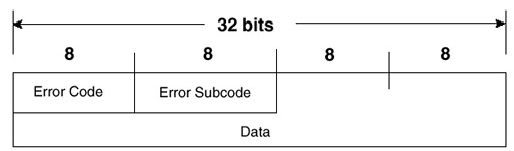 32 bits
8 8 8 8
Error Code Error Subcode
Data